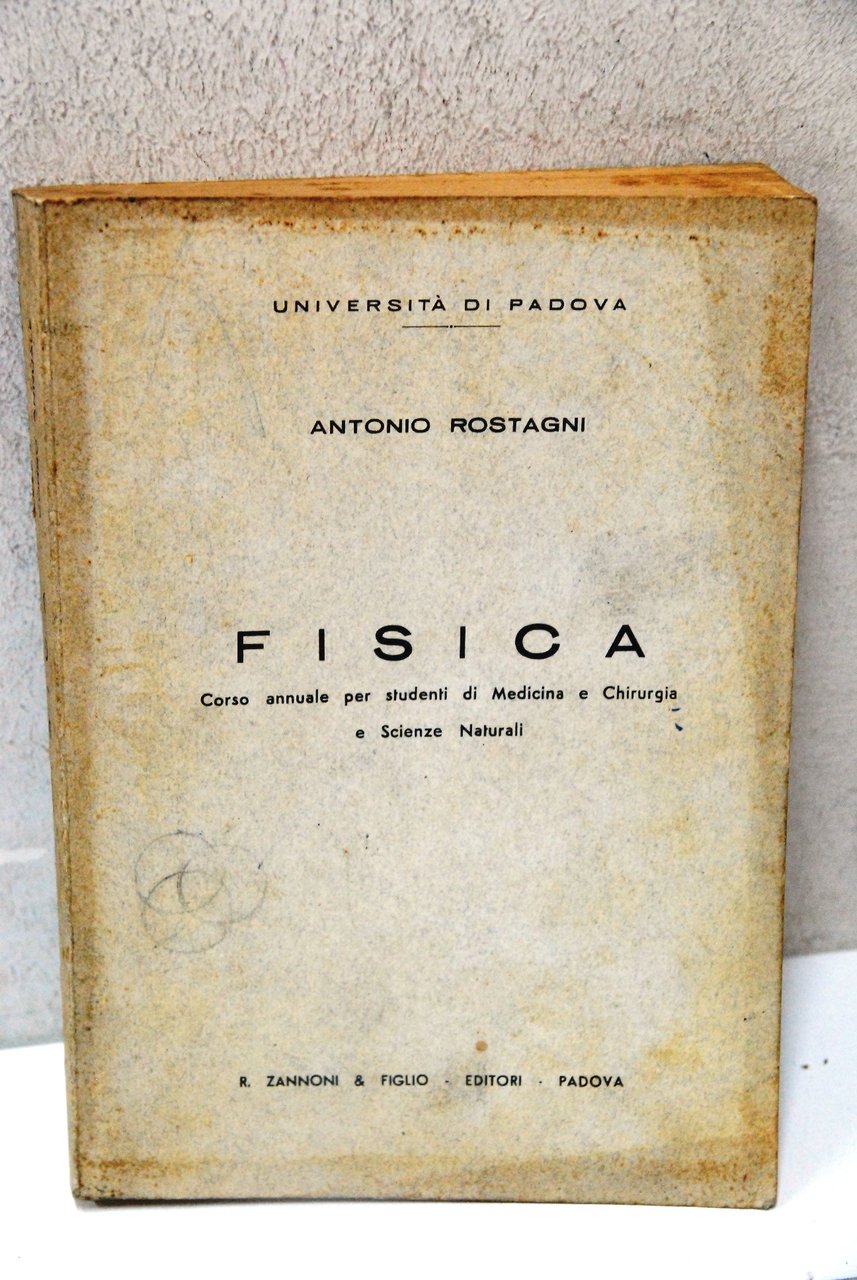 UNIVERSITÀ DI PADOVA
ANTONIO ROSTAGNI
FISICA
Corso annuale per studenti di Medicina e Chirurgia
e Scienze Naturali
R. ZANNONI & FIGLIO - EDITORI - PADOVA